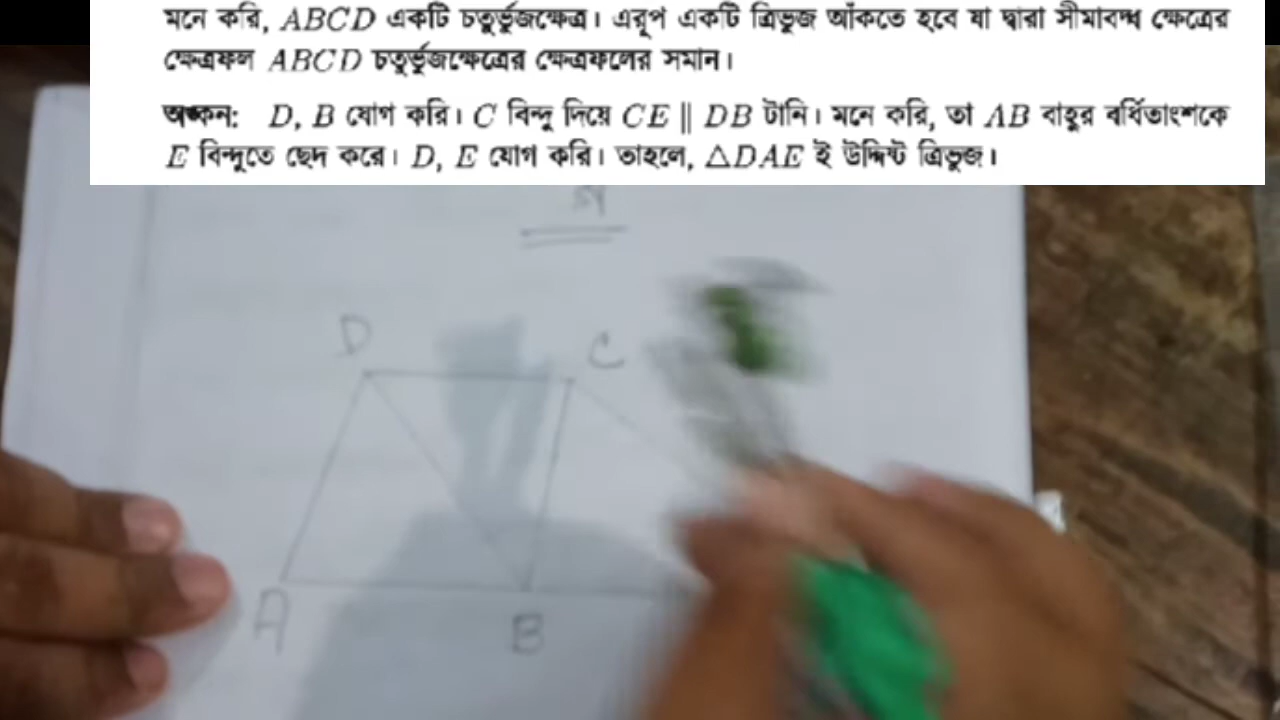 মনে করি, ABCD একটি চতুর্ভুজক্ষেত্র। এরূপ একটি ত্রিভুজ আঁকতে হবে যা দ্বারা সীমাবদ্ধ ক্ষেত্রের
ক্ষেত্রফল ABCD চতুর্ভুজক্ষেত্রের ক্ষেত্রফলের সমান।
অঙ্কন: D, B যোগ করি। C বিন্দু দিয়ে CE || DB টানি। মনে করি, তা AB বাহুর বর্ধিতাংশকে
E বিন্দুতে ছেদ করে। D, E যোগ করি। তাহলে, △DAE ই উদ্দিষ্ট ত্রিভুজ।
D C
A B